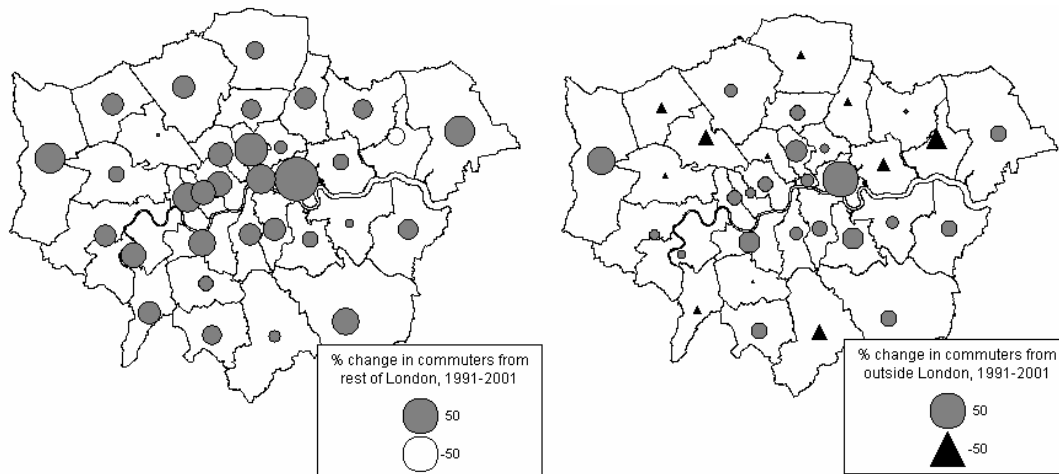 % change in commuters from
rest of London, 1991-2001
50
-50
% change in commuters from
outside London, 1991-2001
50
-50